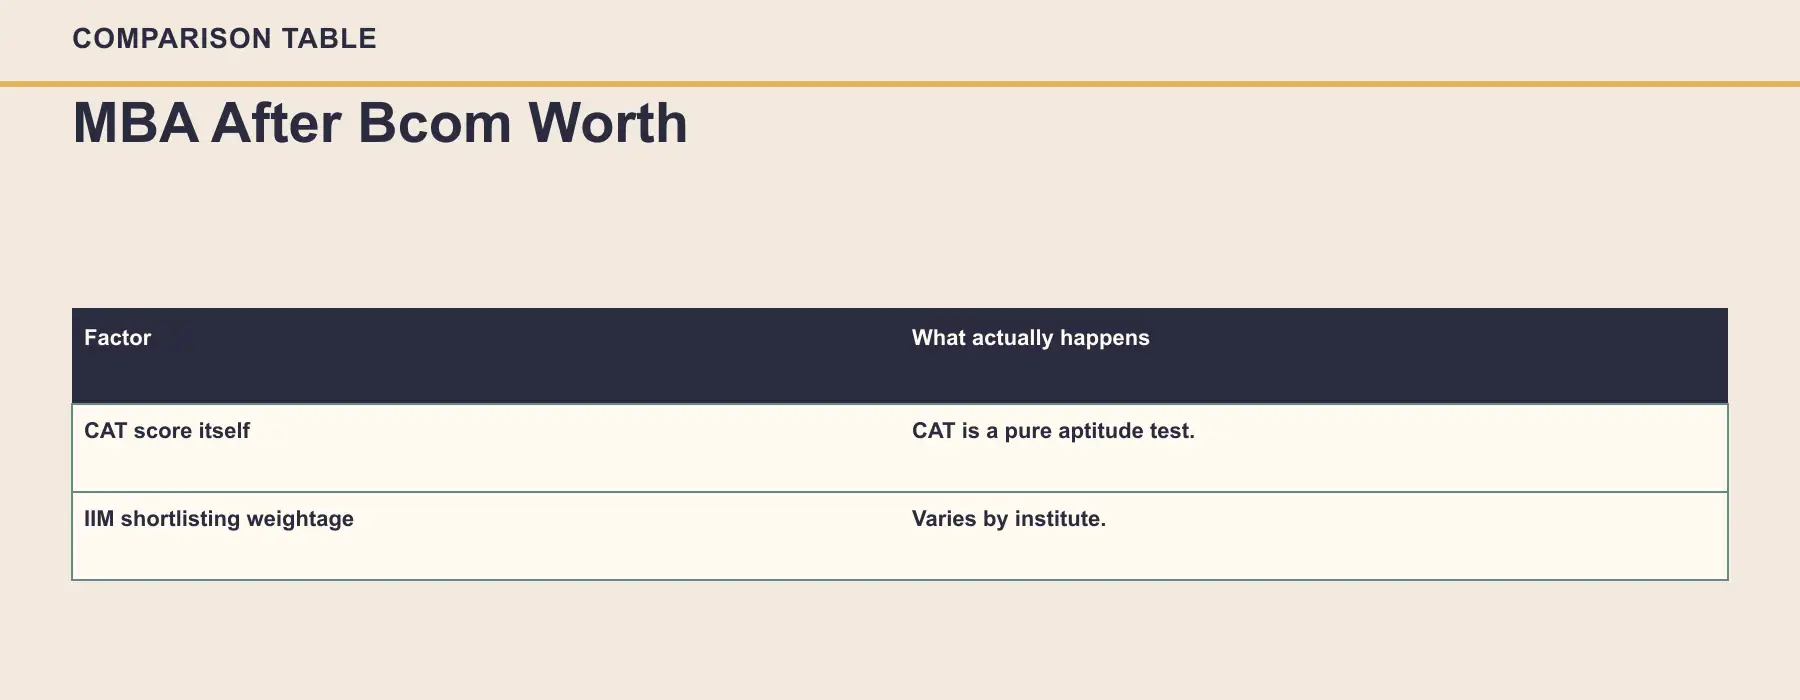 COMPARISON TABLE
MBA After Bcom Worth
Factor What actually happens
CAT score itself CAT is a pure aptitude test.
IIM shortlisting weightage Varies by institute.